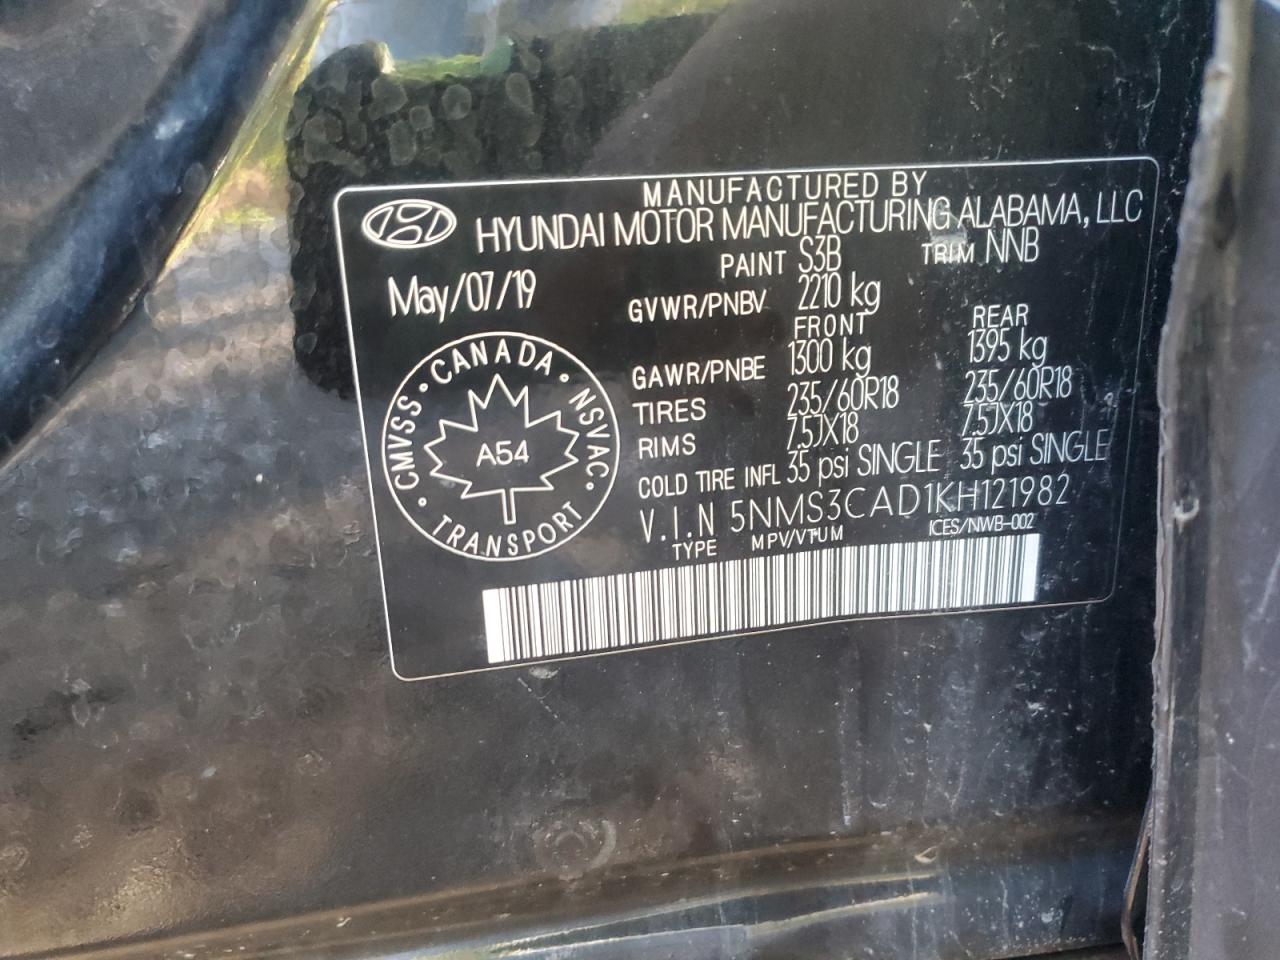 MANUFACTURED BY
HYUNDAI MOTOR MANUFACTURING ALABAMA, LLC
May/07/19
PAINT S3B TRIM NNB
GVWR/PNBV 2210 kg
FRONT REAR
GAWR/PNBE 1300 kg 1395 kg
TIRES 235/60R18 235/60R18
RIMS 7.5JX18 7.5JX18
COLD TIRE INFL 35 psi SINGLE 35 psi SINGLE
V.I.N 5NMS3CAD1KH121982
TYPE MPV/VTUM ICES/NWB-002
CMVSS · CANADA · NSVAC · TRANSPORT ·
A54